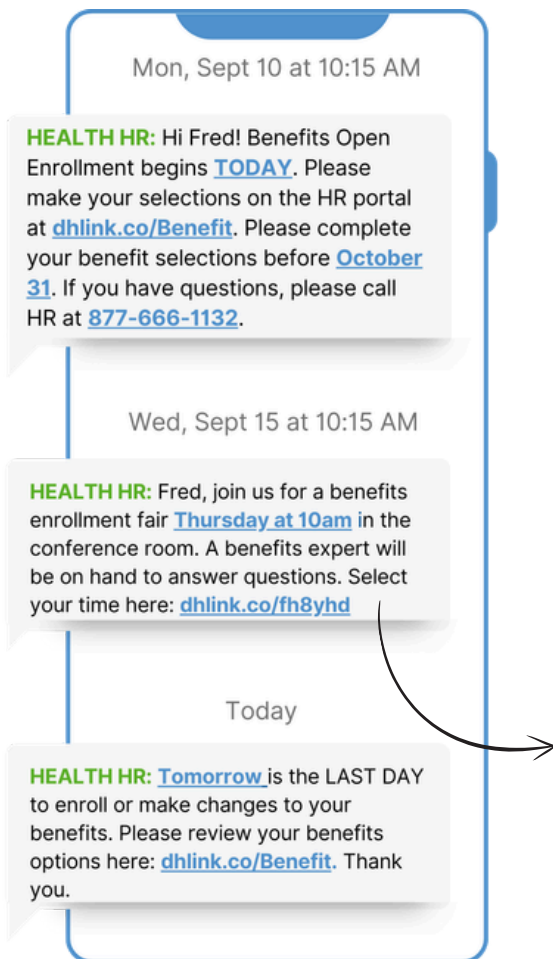 Mon, Sept 10 at 10:15 AM
HEALTH HR: Hi Fred! Benefits Open
Enrollment begins TODAY. Please
make your selections on the HR portal
at dhlink.co/Benefit. Please complete
your benefit selections before October
31. If you have questions, please call
HR at 877-666-1132.
Wed, Sept 15 at 10:15 AM
HEALTH HR: Fred, join us for a benefits
enrollment fair Thursday at 10am in the
conference room. A benefits expert will
be on hand to answer questions. Select
your time here: dhlink.co/fh8yhd
Today
HEALTH HR: Tomorrow is the LAST DAY
to enroll or make changes to your
benefits. Please review your benefits
options here: dhlink.co/Benefit. Thank
you.